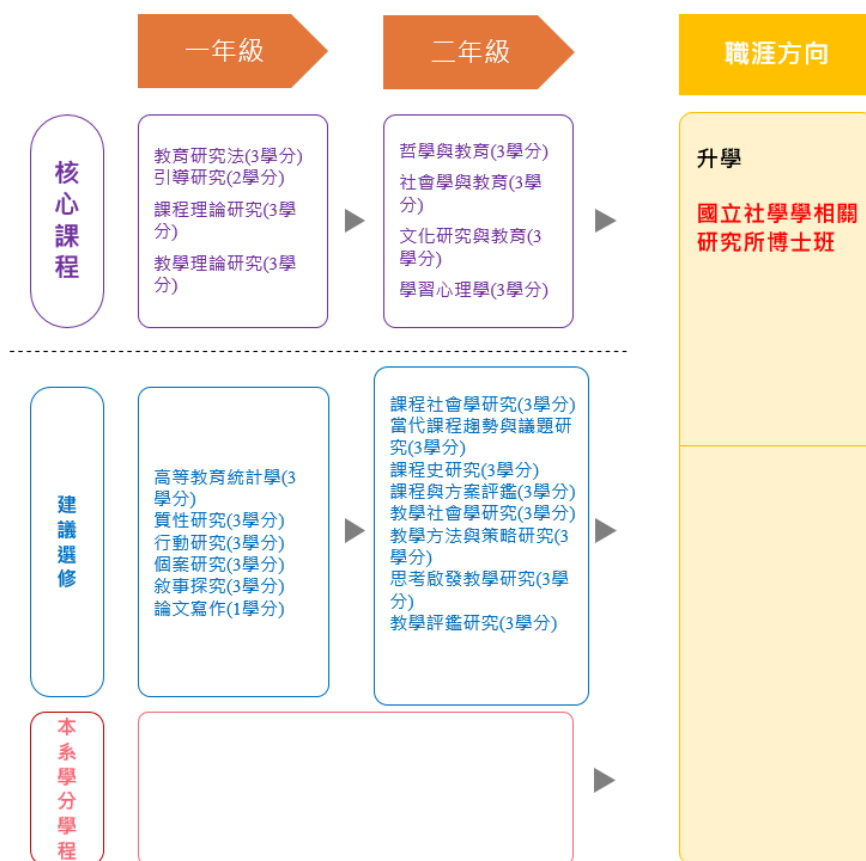 一年級
二年級
職涯方向
核心課程
教育研究法(3學分)
引導研究(2學分)
課程理論研究(3學
分)
教學理論研究(3學
分)
哲學與教育(3學分)
社會學與教育(3學
分)
文化研究與教育(3
學分)
學習心理學(3學分)
升學
國立社學學相關
研究所博士班
建議選修
高等教育統計學(3
學分)
質性研究(3學分)
行動研究(3學分)
個案研究(3學分)
敘事探究(3學分)
論文寫作(1學分)
課程社會學研究(3學分)
當代課程趨勢與議題研
究(3學分)
課程史研究(3學分)
課程與方案評鑑(3學分)
教學社會學研究(3學分)
教學方法與策略研究(3
學分)
思考啟發教學研究(3學
分)
教學評鑑研究(3學分)
本系學分學程